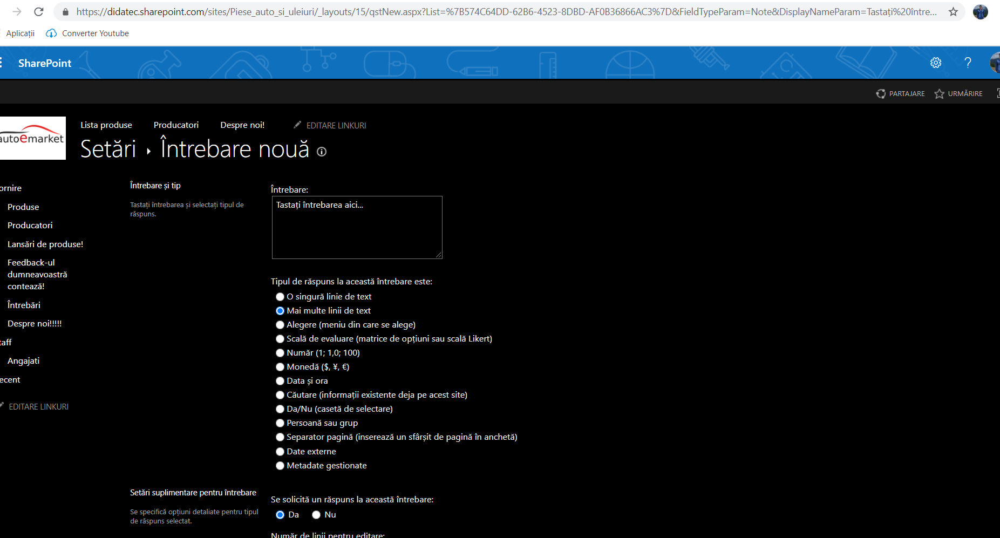 https://didatec.sharepoint.com/sites/Piese_auto_si_uleiuri/_layouts/15/qstNew.aspx?List=%7B574C64DD-62B6-4523-8DBD-AF0B36866AC3%7D&FieldTypeParam=Note&DisplayNameParam=Tastați%20între...
Aplicații
Converter Youtube
SharePoint
PARTAJARE
URMĂRIRE
autoemarket
Lista produse
Producatori
Despre noi!
EDITARE LINKURI
Setări ▸ Întrebare nouă
ornire
Produse
Producatori
Lansări de produse!
Feedback-ul
dumneavoastră
contează!
Întrebări
Despre noi!!!!!
taff
Angajati
ecent
EDITARE LINKURI
Întrebare și tip
Tastați întrebarea și selectați tipul de
răspuns.
Întrebare:
Tastați întrebarea aici...
Tipul de răspuns la această întrebare este:
O singură linie de text
Mai multe linii de text
Alegere (meniu din care se alege)
Scală de evaluare (matrice de opțiuni sau scală Likert)
Număr (1; 1,0; 100)
Monedă ($, ¥, €)
Data și ora
Căutare (informații existente deja pe acest site)
Da/Nu (casetă de selectare)
Persoană sau grup
Separator pagină (inserează un sfârșit de pagină în anchetă)
Date externe
Metadate gestionate
Setări suplimentare pentru întrebare
Se specifică opțiuni detaliate pentru tipul
de răspuns selectat.
Se solicită un răspuns la această întrebare:
Da
Nu
Număr de linii pentru editare: